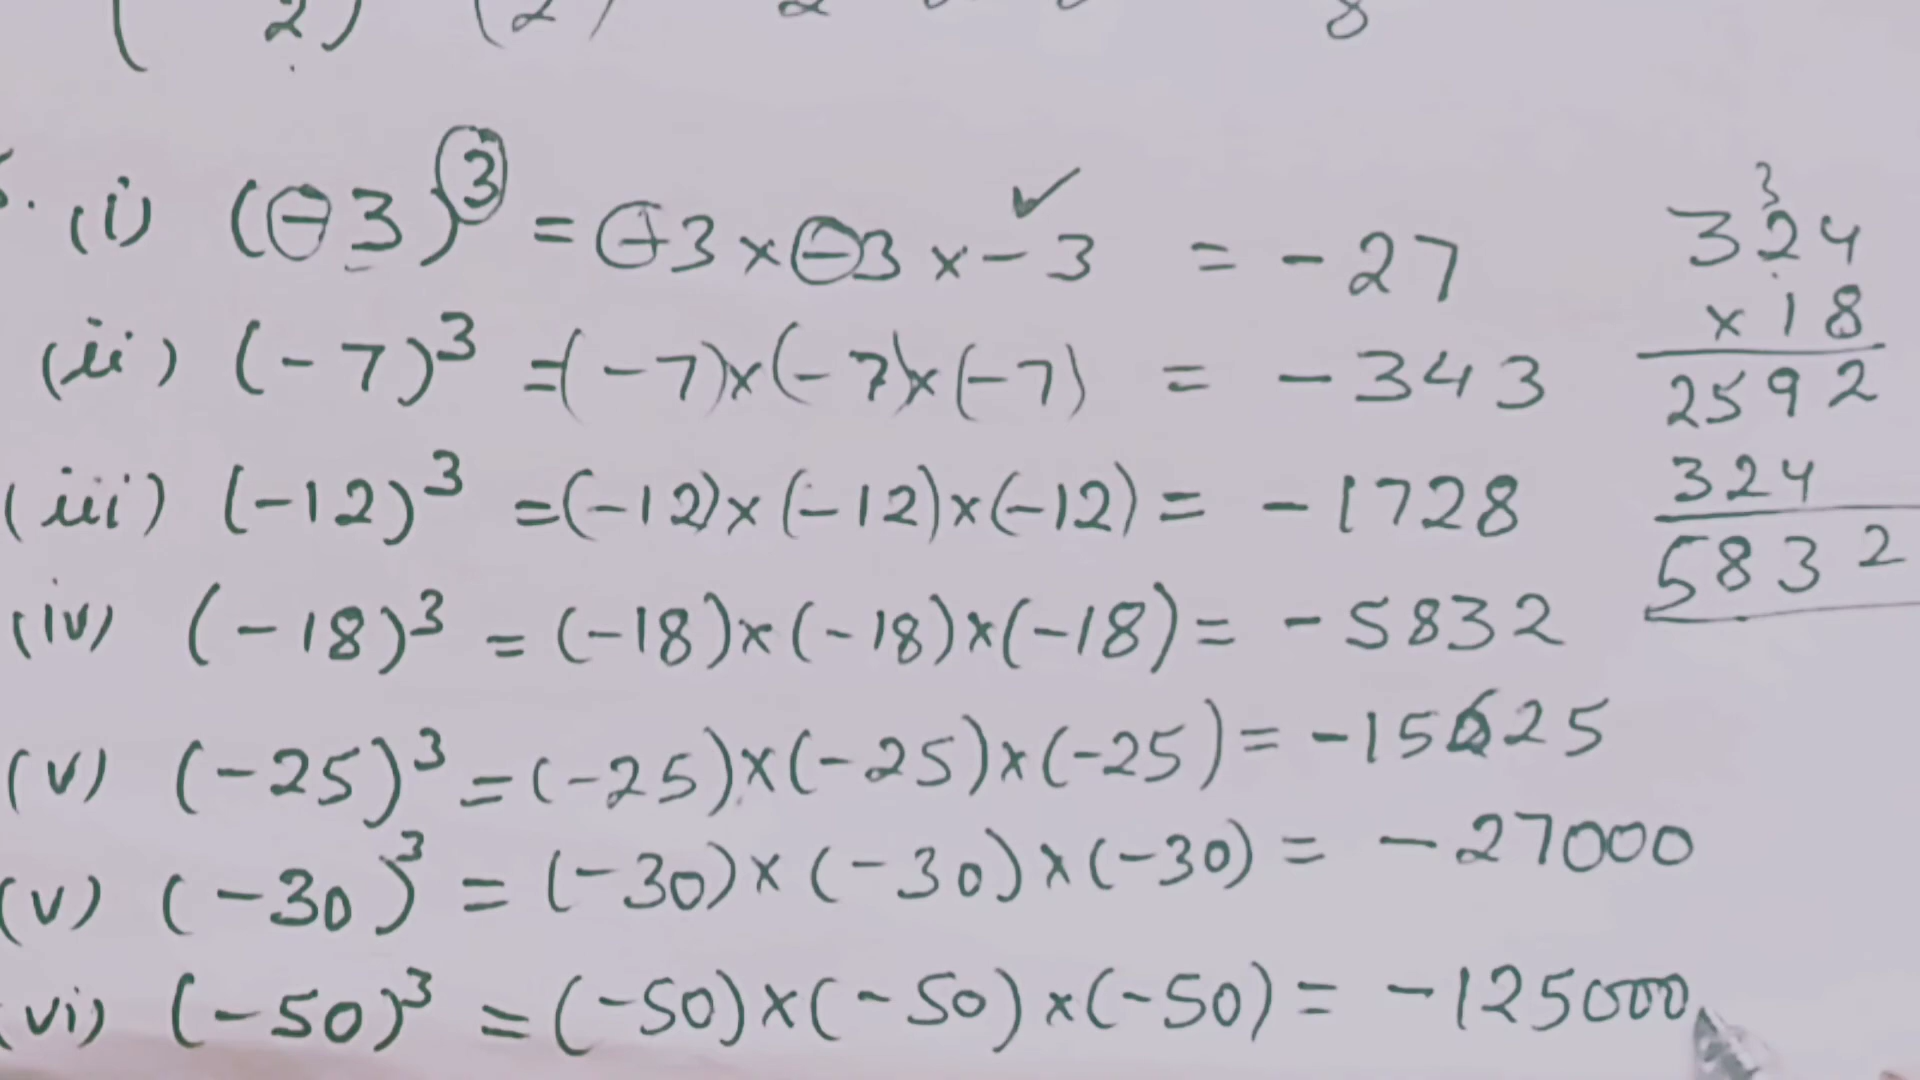 (i) (-3)³ = -3 x -3 x -3 = -27
(ii) (-7)³ = (-7)x(-7)x(-7) = -343
(iii) (-12)³ = (-12)x(-12)x(-12) = -1728
(iv) (-18)³ = (-18)x(-18)x(-18) = -5832
(v) (-25)³ = (-25)x(-25)x(-25) = -15625
(v) (-30)³ = (-30)x(-30)x(-30) = -27000
(vi) (-50)³ = (-50)x(-50)x(-50) = -125000
3
324
x18
2592
324
5832